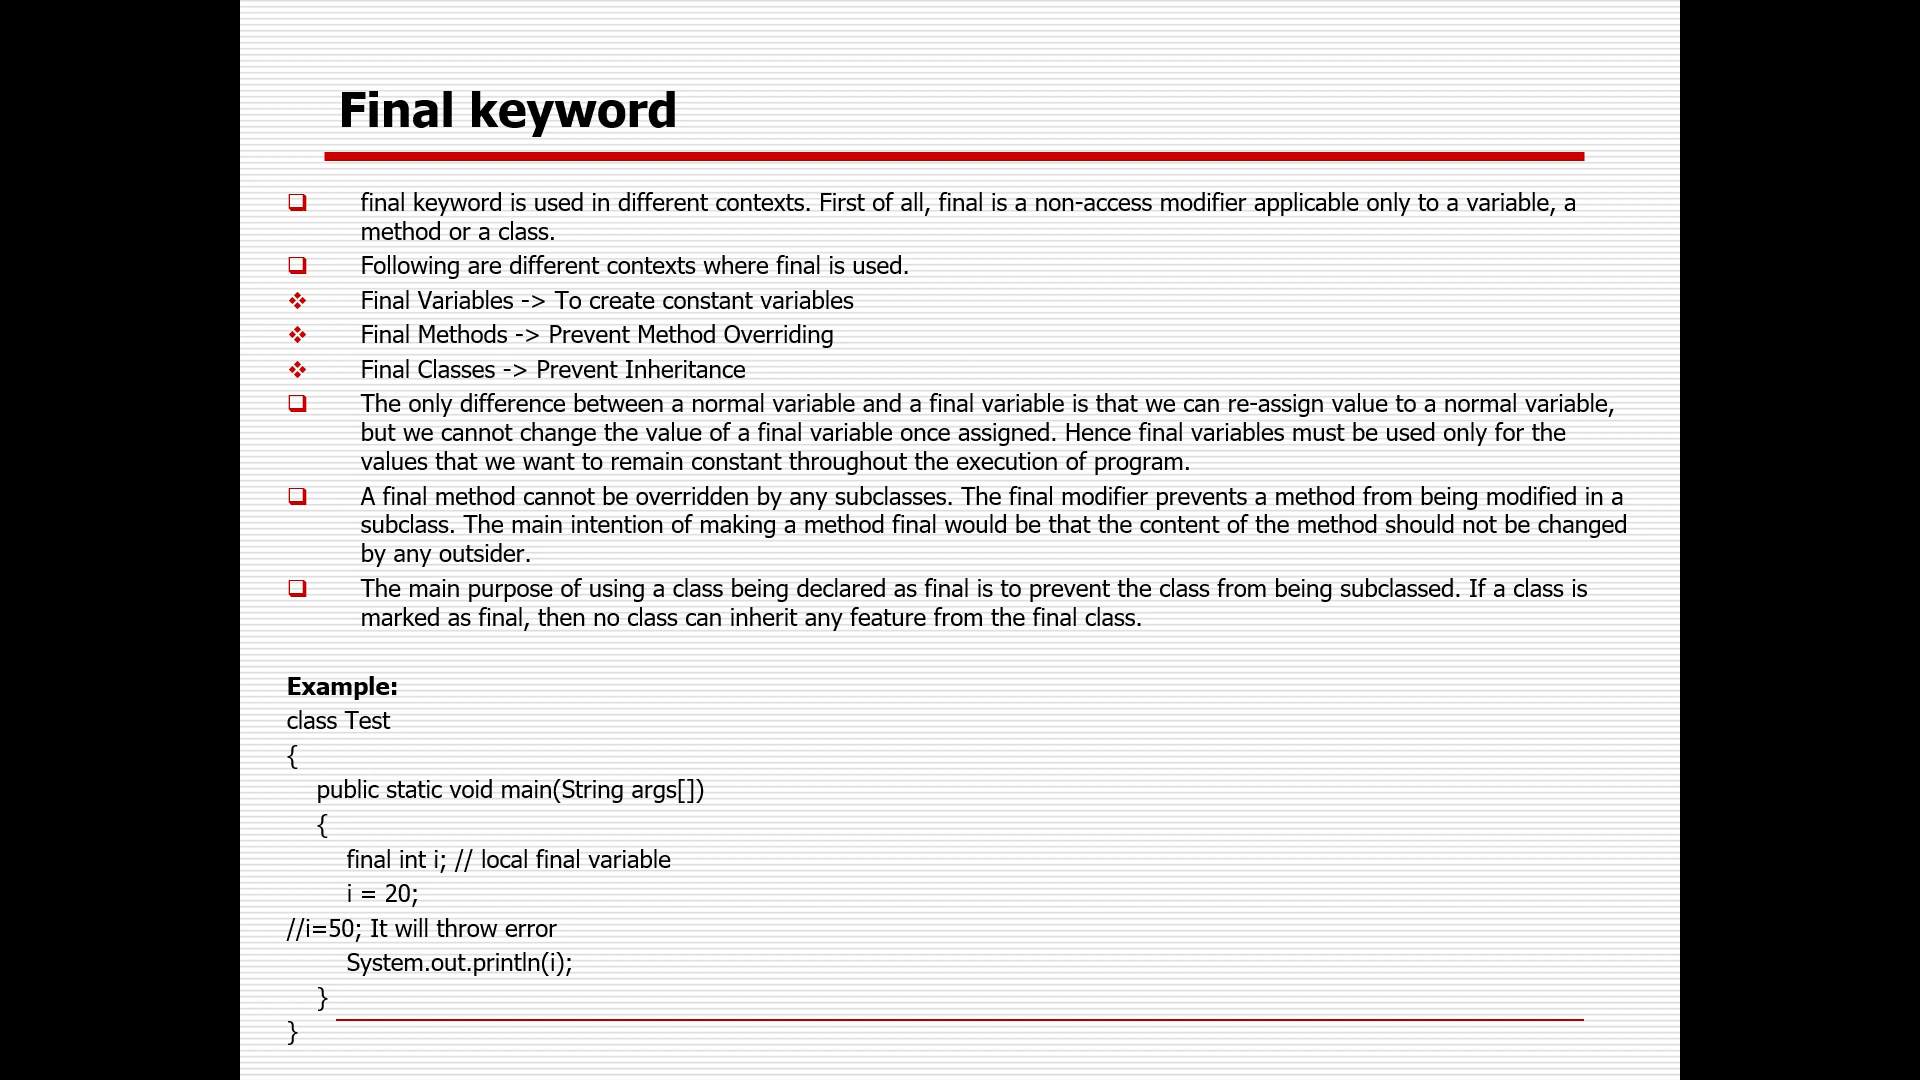 Final keyword
final keyword is used in different contexts. First of all, final is a non-access modifier applicable only to a variable, a
method or a class.
Following are different contexts where final is used.
Final Variables -> To create constant variables
Final Methods -> Prevent Method Overriding
Final Classes -> Prevent Inheritance
The only difference between a normal variable and a final variable is that we can re-assign value to a normal variable,
but we cannot change the value of a final variable once assigned. Hence final variables must be used only for the
values that we want to remain constant throughout the execution of program.
A final method cannot be overridden by any subclasses. The final modifier prevents a method from being modified in a
subclass. The main intention of making a method final would be that the content of the method should not be changed
by any outsider.
The main purpose of using a class being declared as final is to prevent the class from being subclassed. If a class is
marked as final, then no class can inherit any feature from the final class.
Example:
class Test
{
public static void main(String args[])
{
final int i; // local final variable
i = 20;
//i=50; It will throw error
System.out.println(i);
}
}